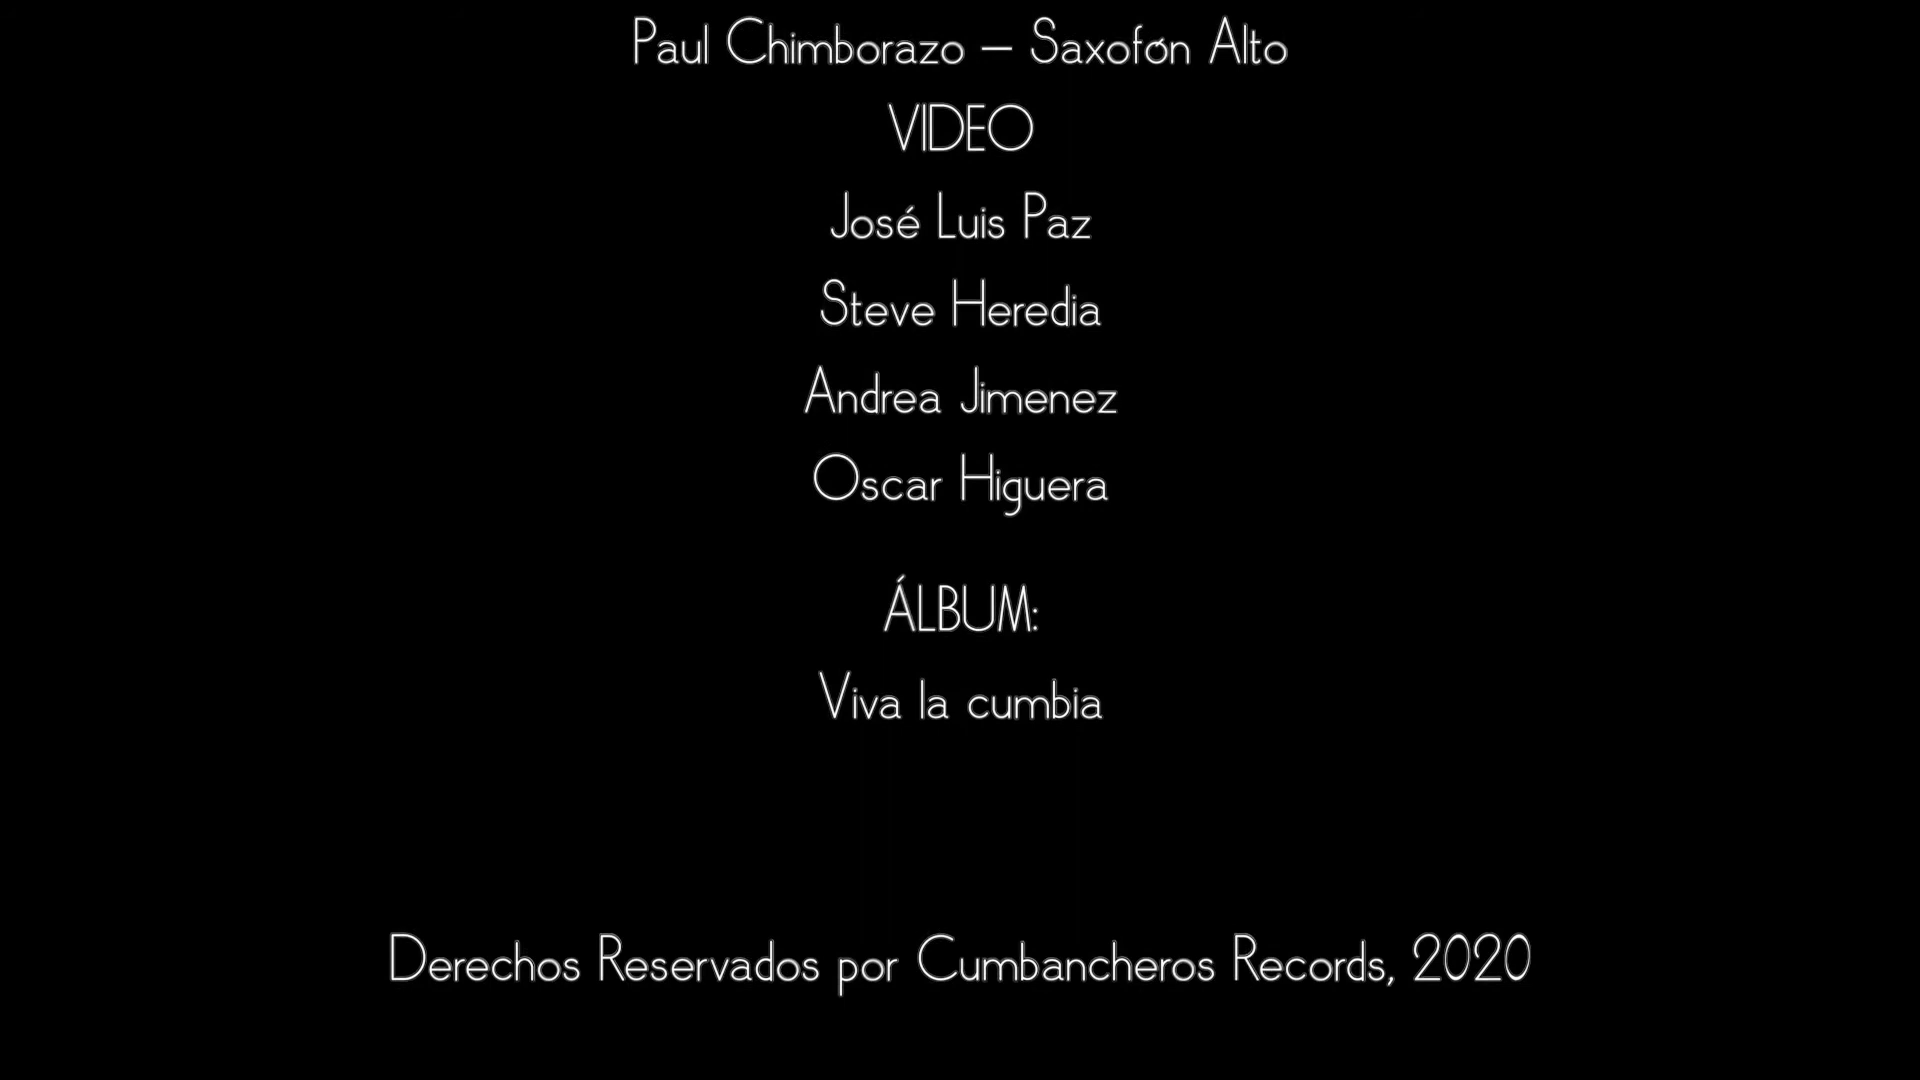 Paul Chimborazo – Saxofón Alto
VIDEO
José Luis Paz
Steve Heredia
Andrea Jimenez
Oscar Higuera
ÁLBUM:
Viva la cumbia
Derechos Reservados por Cumbancheros Records, 2020